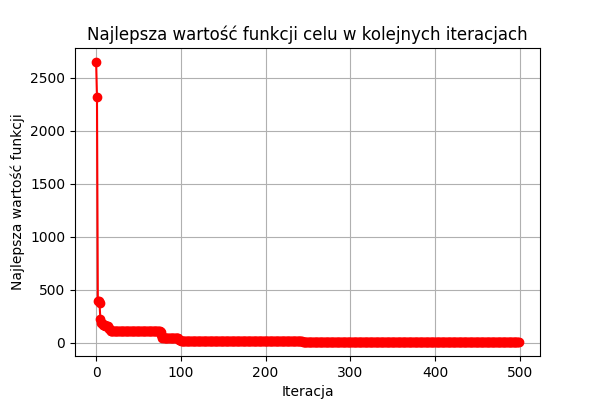 Najlepsza wartość funkcji celu w kolejnych iteracjach
Najlepsza wartość funkcji
2500
2000
1500
1000
500
0
0 100 200 300 400 500
Iteracja